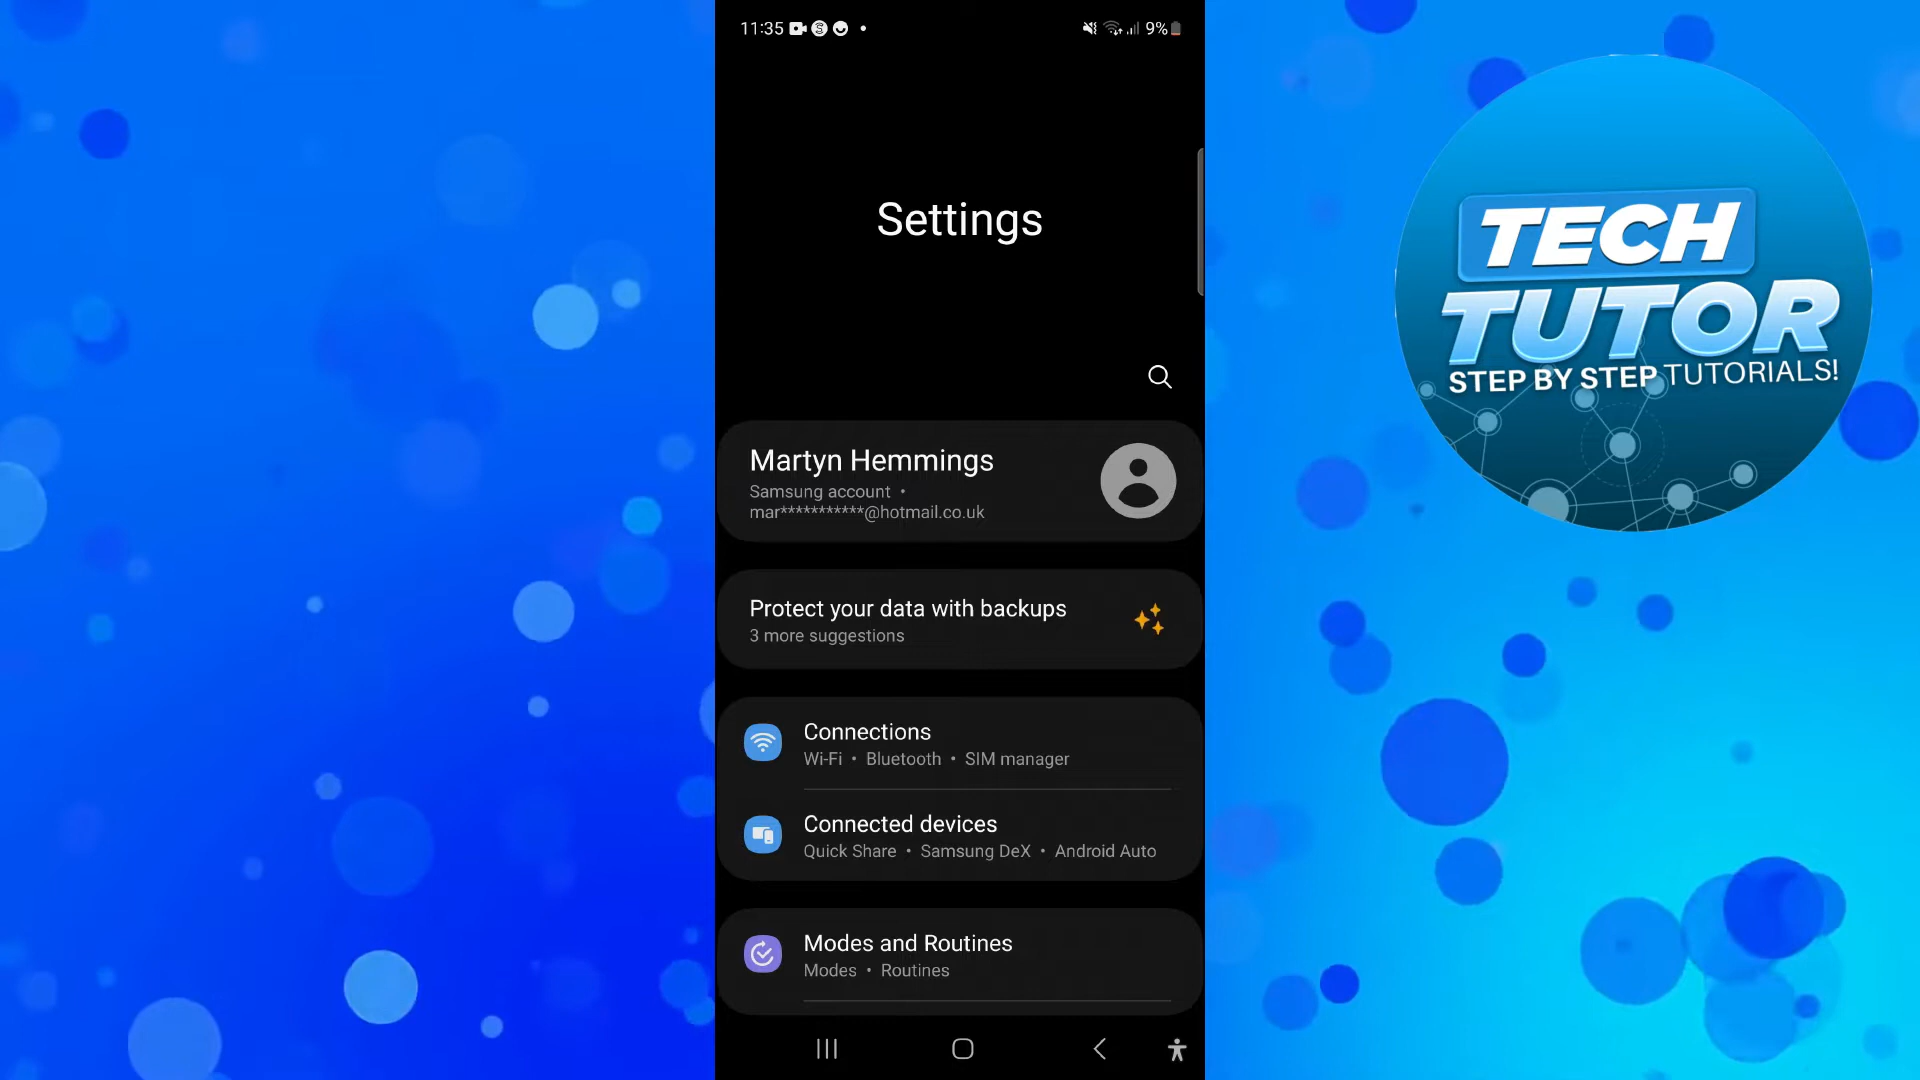 11:35
9%
Settings
Martyn Hemmings
Samsung account •
mar***********@hotmail.co.uk
Protect your data with backups
3 more suggestions
Connections
Wi-Fi • Bluetooth • SIM manager
Connected devices
Quick Share • Samsung DeX • Android Auto
Modes and Routines
Modes • Routines
TECH
TUTOR
STEP BY STEP TUTORIALS!